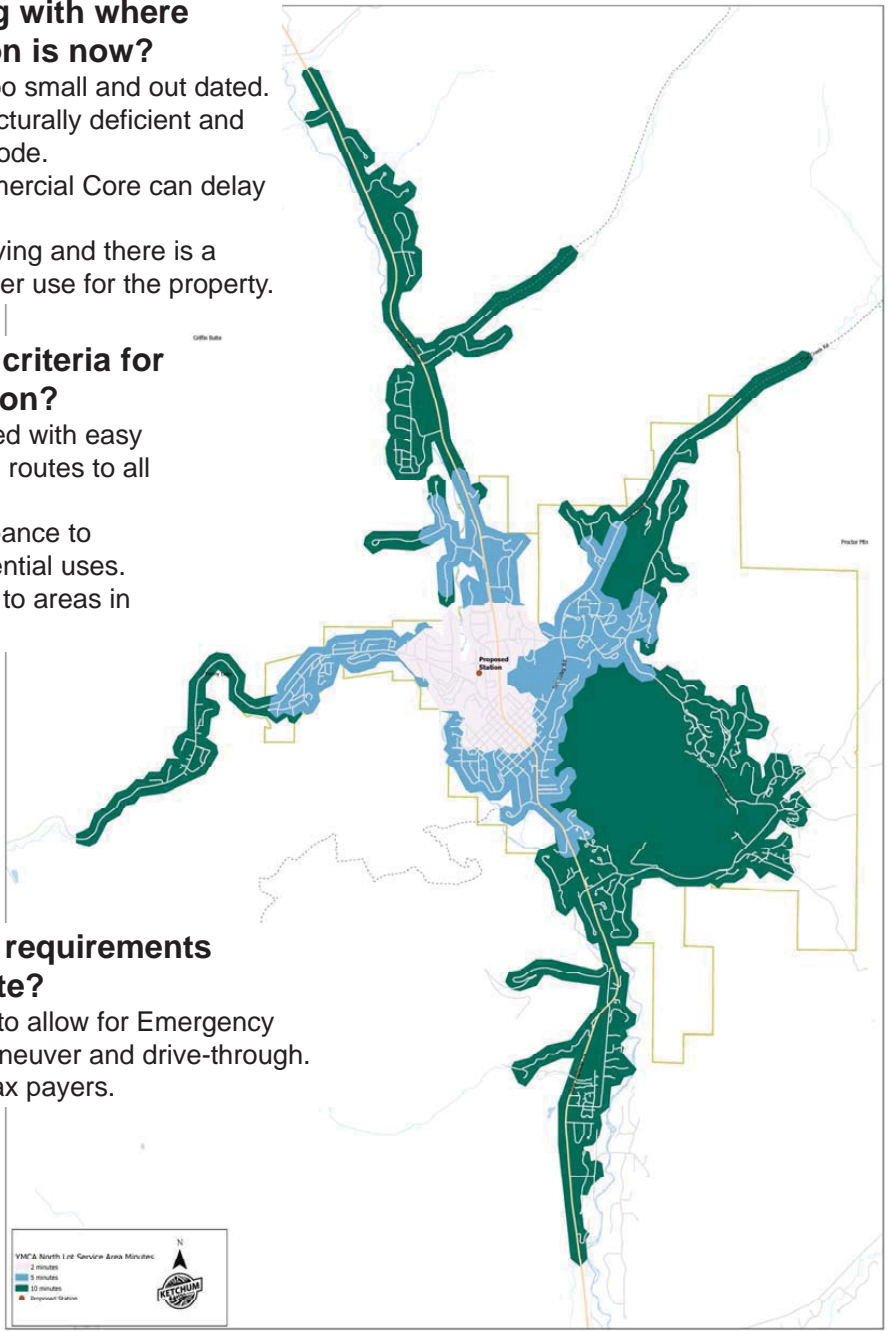 g with where
on is now?
oo small and out dated.
cturally deficient and
ode.
mercial Core can delay
ving and there is a
er use for the property.
Griffin Butte
criteria for
on?
ed with easy
routes to all
bance to
ential uses.
to areas in
Proctor Mtn
Proposed
Station
requirements
te?
to allow for Emergency
neuver and drive-through.
ax payers.
YMCA North Lot Service Area Minutes
2 minutes
5 minutes
10 minutes
Proposed Station
N
KETCHUM